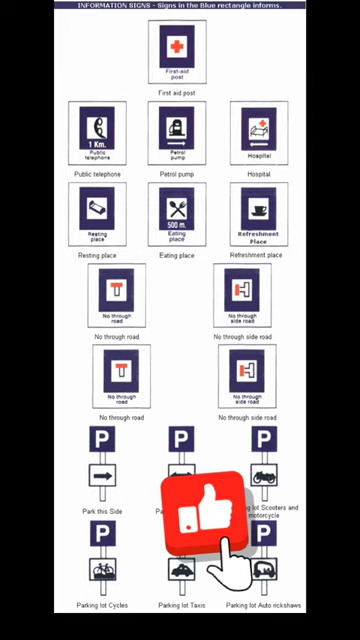 INFORMATION SIGNS - Signs in the Blue rectangle informs.
First-aid
post
First aid post
1 Km.
Public
telephone
Petrol
pump
Hospital
Public telephone
Petrol pump
Hospital
Resting
place
500 m.
Eating
place
Refreshment
Place
Resting place
Eating place
Refreshment place
No through
road
No through
side road
No through road
No through side road
No through
road
No through
side road
No through road
No through side road
P
P
P
Park this Side
lot Scooters and
motorcycle
P
P
Parking lot Cycles
Parking lot Taxis
Parking lot Auto rickshaws